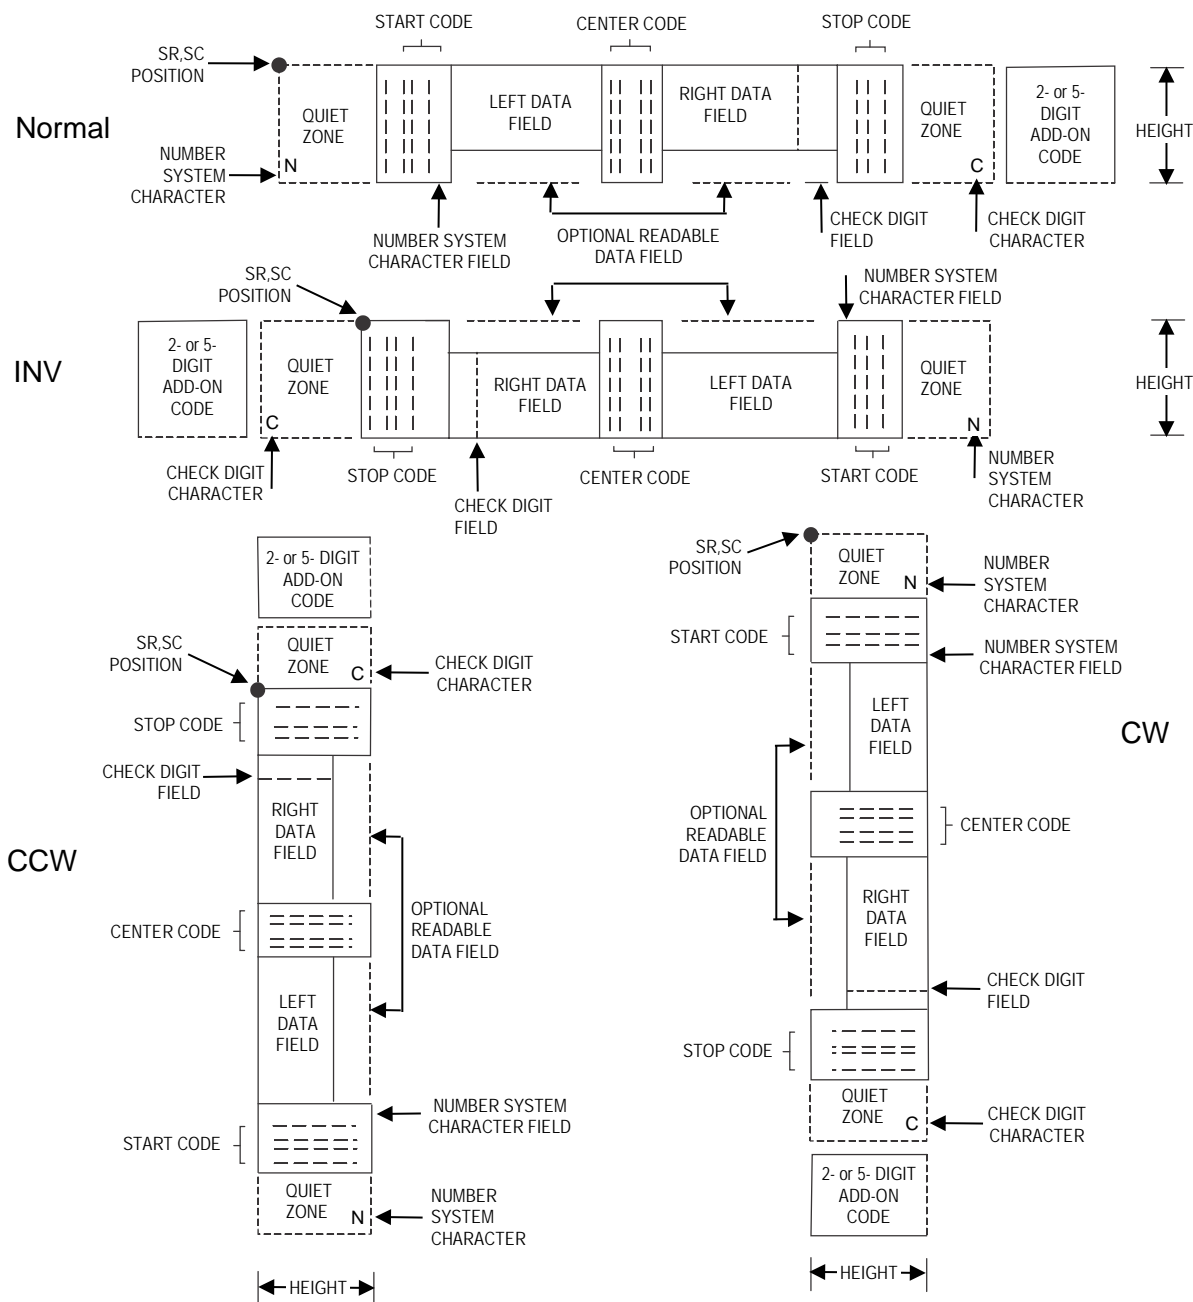 START CODE
CENTER CODE
STOP CODE
SR,SC
POSITION
Normal
QUIET
ZONE
N
LEFT DATA
FIELD
RIGHT DATA
FIELD
QUIET
ZONE
C
2- or 5-
DIGIT
ADD-ON
CODE
HEIGHT
NUMBER
SYSTEM
CHARACTER
NUMBER SYSTEM
CHARACTER FIELD
OPTIONAL READABLE
DATA FIELD
CHECK DIGIT
FIELD
CHECK DIGIT
CHARACTER
SR,SC
POSITION
NUMBER SYSTEM
CHARACTER FIELD
INV
2- or 5-
DIGIT
ADD-ON
CODE
QUIET
ZONE
C
RIGHT DATA
FIELD
LEFT DATA
FIELD
QUIET
ZONE
N
HEIGHT
CHECK DIGIT
CHARACTER
STOP CODE
CHECK DIGIT
FIELD
CENTER CODE
START CODE
NUMBER
SYSTEM
CHARACTER
2- or 5- DIGIT
ADD-ON
CODE
SR,SC
POSITION
QUIET
ZONE
C
CHECK DIGIT
CHARACTER
STOP CODE
CHECK DIGIT
FIELD
RIGHT
DATA
FIELD
CCW
OPTIONAL
READABLE
DATA FIELD
CENTER CODE
LEFT
DATA
FIELD
NUMBER SYSTEM
CHARACTER FIELD
START CODE
QUIET
ZONE
N
NUMBER
SYSTEM
CHARACTER
HEIGHT
SR,SC
POSITION
QUIET
ZONE
N
NUMBER
SYSTEM
CHARACTER
START CODE
NUMBER SYSTEM
CHARACTER FIELD
LEFT
DATA
FIELD
CW
OPTIONAL
READABLE
DATA FIELD
CENTER CODE
RIGHT
DATA
FIELD
CHECK DIGIT
FIELD
STOP CODE
QUIET
ZONE
C
CHECK DIGIT
CHARACTER
2- or 5- DIGIT
ADD-ON
CODE
HEIGHT